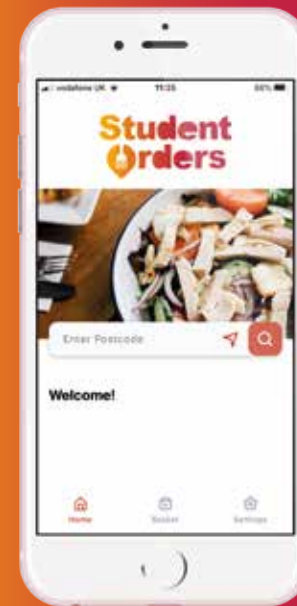 vodafone UK 11:25
Student
Orders
Enter Postcode
Welcome!
Home Basket Settings